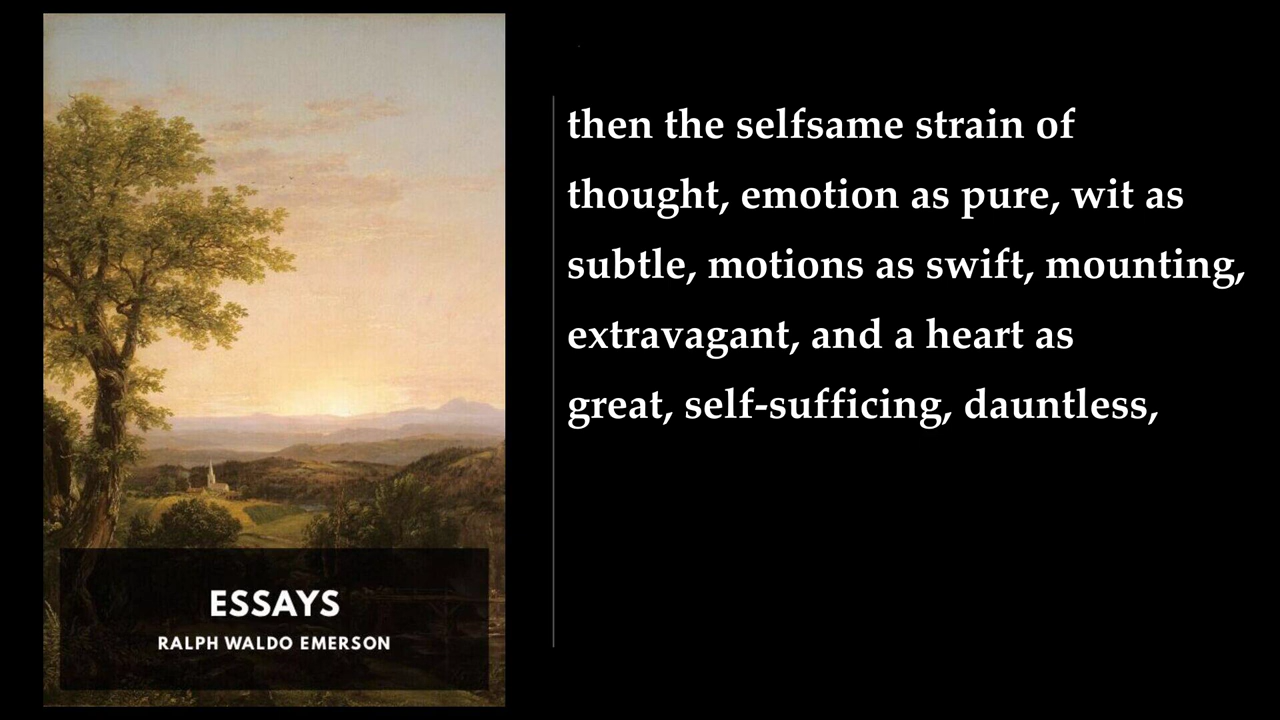 ESSAYS
RALPH WALDO EMERSON
then the selfsame strain of
thought, emotion as pure, wit as
subtle, motions as swift, mounting,
extravagant, and a heart as
great, self-sufficing, dauntless,